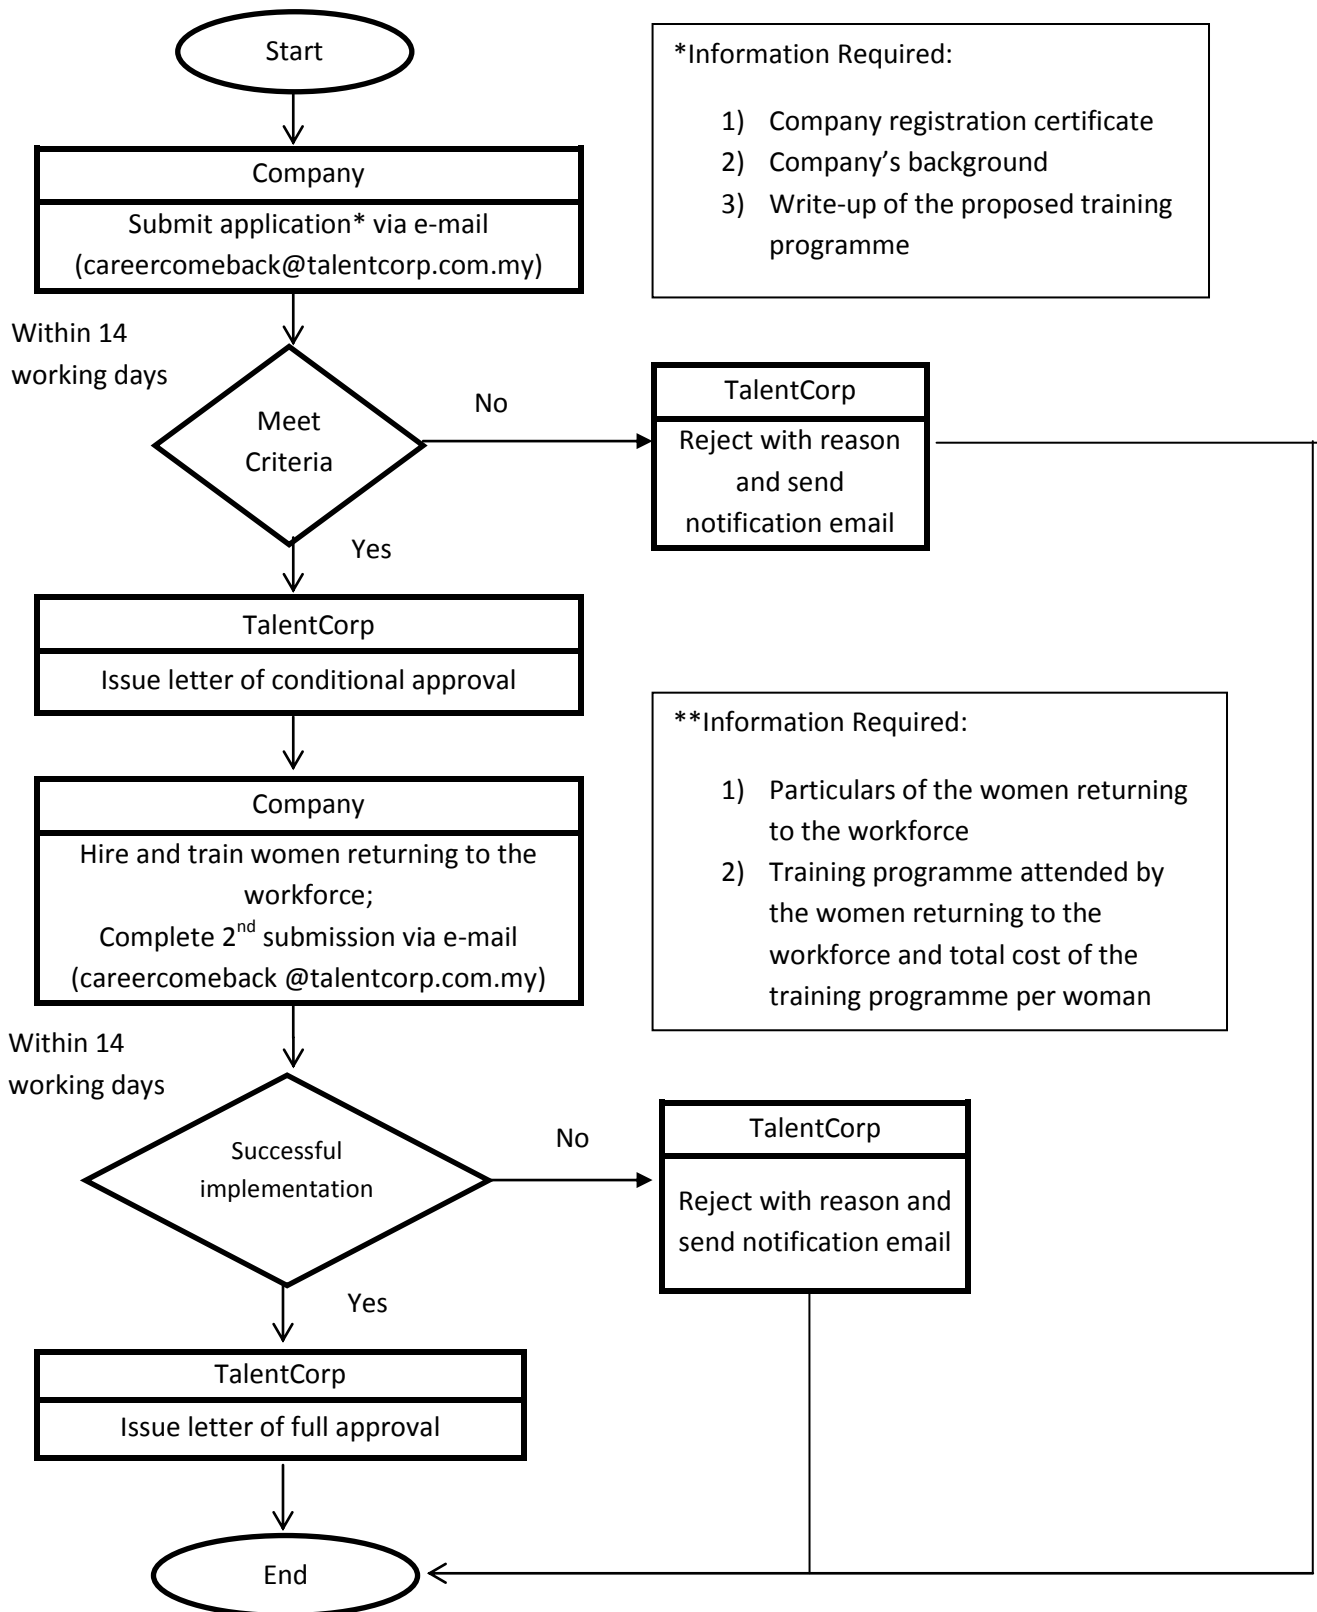 Start
*Information Required:
1) Company registration certificate
2) Company’s background
3) Write-up of the proposed training
programme
Company
Submit application* via e-mail
(careercomeback@talentcorp.com.my)
Within 14
working days
Meet
Criteria
No
TalentCorp
Reject with reason
and send
notification email
Yes
TalentCorp
Issue letter of conditional approval
**Information Required:
1) Particulars of the women returning
to the workforce
2) Training programme attended by
the women returning to the
workforce and total cost of the
training programme per woman
Company
Hire and train women returning to the
workforce;
Complete 2nd submission via e-mail
(careercomeback @talentcorp.com.my)
Within 14
working days
Successful
implementation
No
TalentCorp
Reject with reason and
send notification email
Yes
TalentCorp
Issue letter of full approval
End